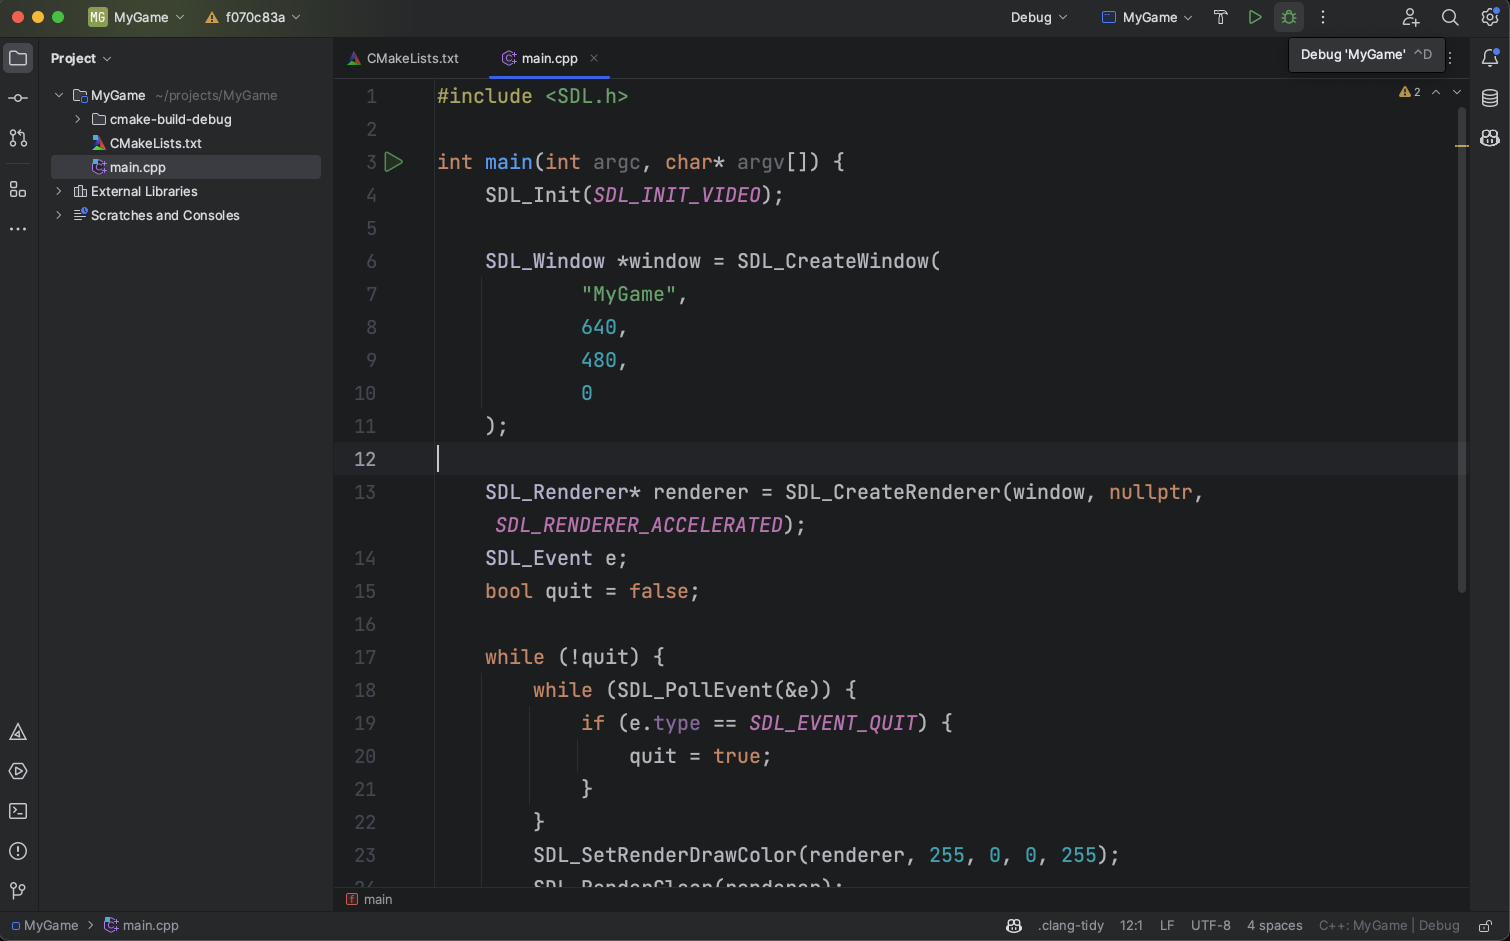 MG MyGame f070c83a Debug MyGame
Project CMakeLists.txt main.cpp Debug 'MyGame' ^D
MyGame ~/projects/MyGame
cmake-build-debug
CMakeLists.txt
main.cpp
External Libraries
Scratches and Consoles
2
1 #include <SDL.h>
2
3 int main(int argc, char* argv[]) {
4 SDL_Init(SDL_INIT_VIDEO);
5
6 SDL_Window *window = SDL_CreateWindow(
7 "MyGame",
8 640,
9 480,
10 0
11 );
12
13 SDL_Renderer* renderer = SDL_CreateRenderer(window, nullptr,
SDL_RENDERER_ACCELERATED);
14 SDL_Event e;
15 bool quit = false;
16
17 while (!quit) {
18 while (SDL_PollEvent(&e)) {
19 if (e.type == SDL_EVENT_QUIT) {
20 quit = true;
21 }
22 }
23 SDL_SetRenderDrawColor(renderer, 255, 0, 0, 255);
24 SDL_RenderClear(renderer);
f main
MyGame main.cpp .clang-tidy 12:1 LF UTF-8 4 spaces C++: MyGame | Debug